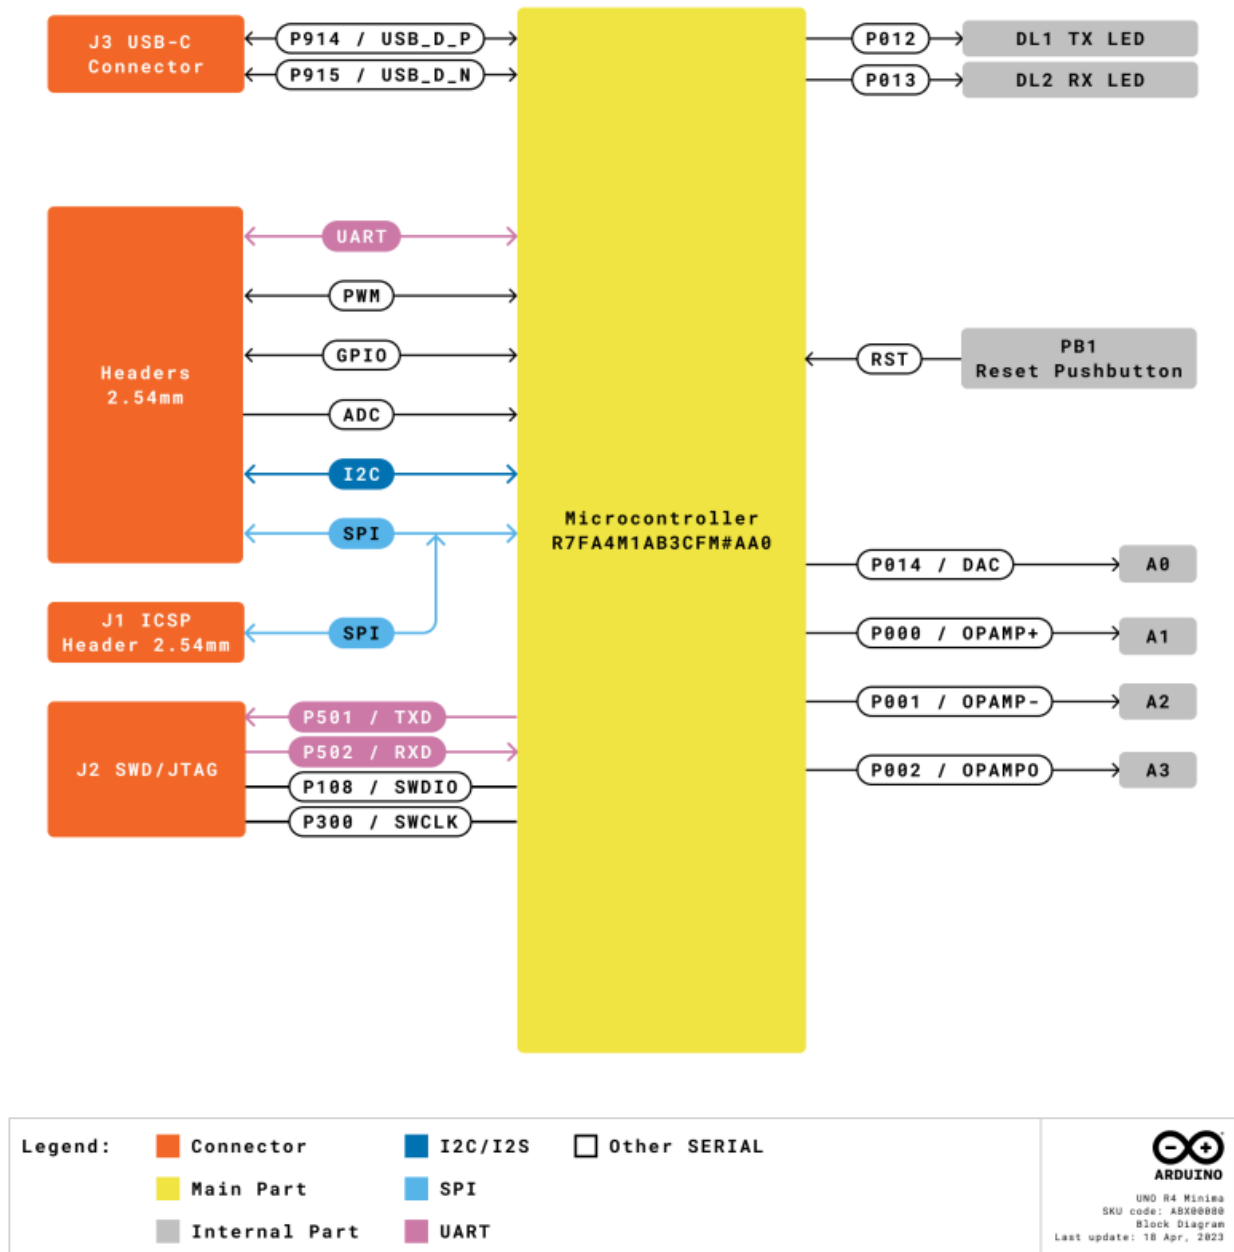 J3 USB-C
Connector
P914 / USB_D_P
P915 / USB_D_N
P012
DL1 TX LED
P013
DL2 RX LED
Headers
2.54mm
UART
PWM
GPIO
ADC
I2C
SPI
J1 ICSP
Header 2.54mm
SPI
J2 SWD/JTAG
P501 / TXD
P502 / RXD
P108 / SWDIO
P300 / SWCLK
Microcontroller
R7FA4M1AB3CFM#AA0
RST
PB1
Reset Pushbutton
P014 / DAC
A0
P000 / OPAMP+
A1
P001 / OPAMP-
A2
P002 / OPAMPO
A3
Legend:
Connector
Main Part
Internal Part
I2C/I2S
SPI
UART
Other SERIAL
ARDUINO
UNO R4 Minima
SKU code: ABX00080
Block Diagram
Last update: 18 Apr, 2023